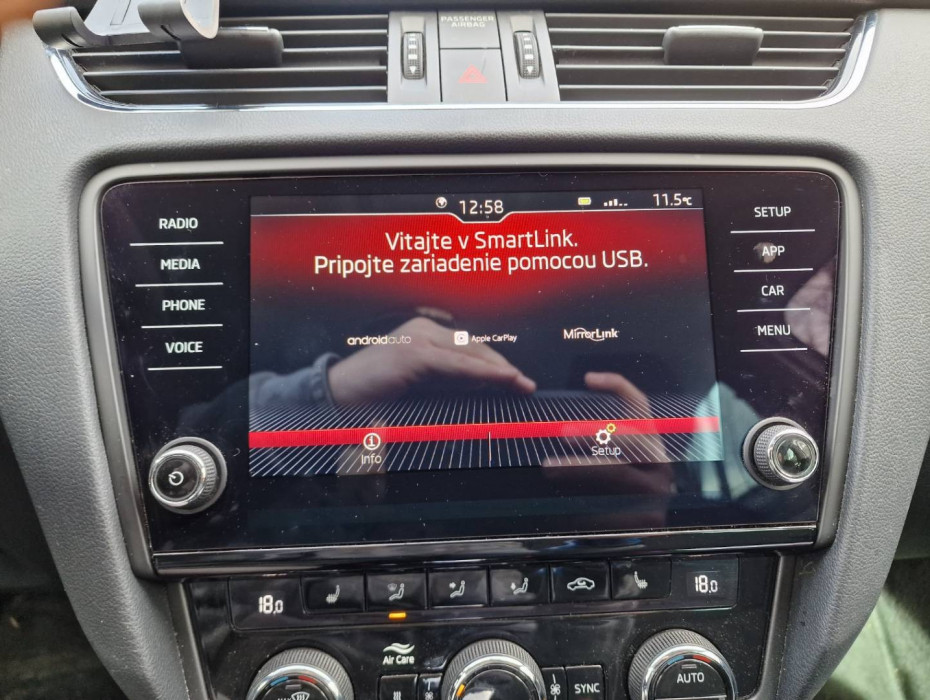 PASSENGER
AIRBAG
12:58
11.5°C
RADIO
MEDIA
PHONE
VOICE
Vitajte v SmartLink.
Pripojte zariadenie pomocou USB.
androidauto
Apple CarPlay
MirrorLink
Info
Setup
SETUP
APP
CAR
MENU
18.0
18.0
Air Care
SYNC
AUTO